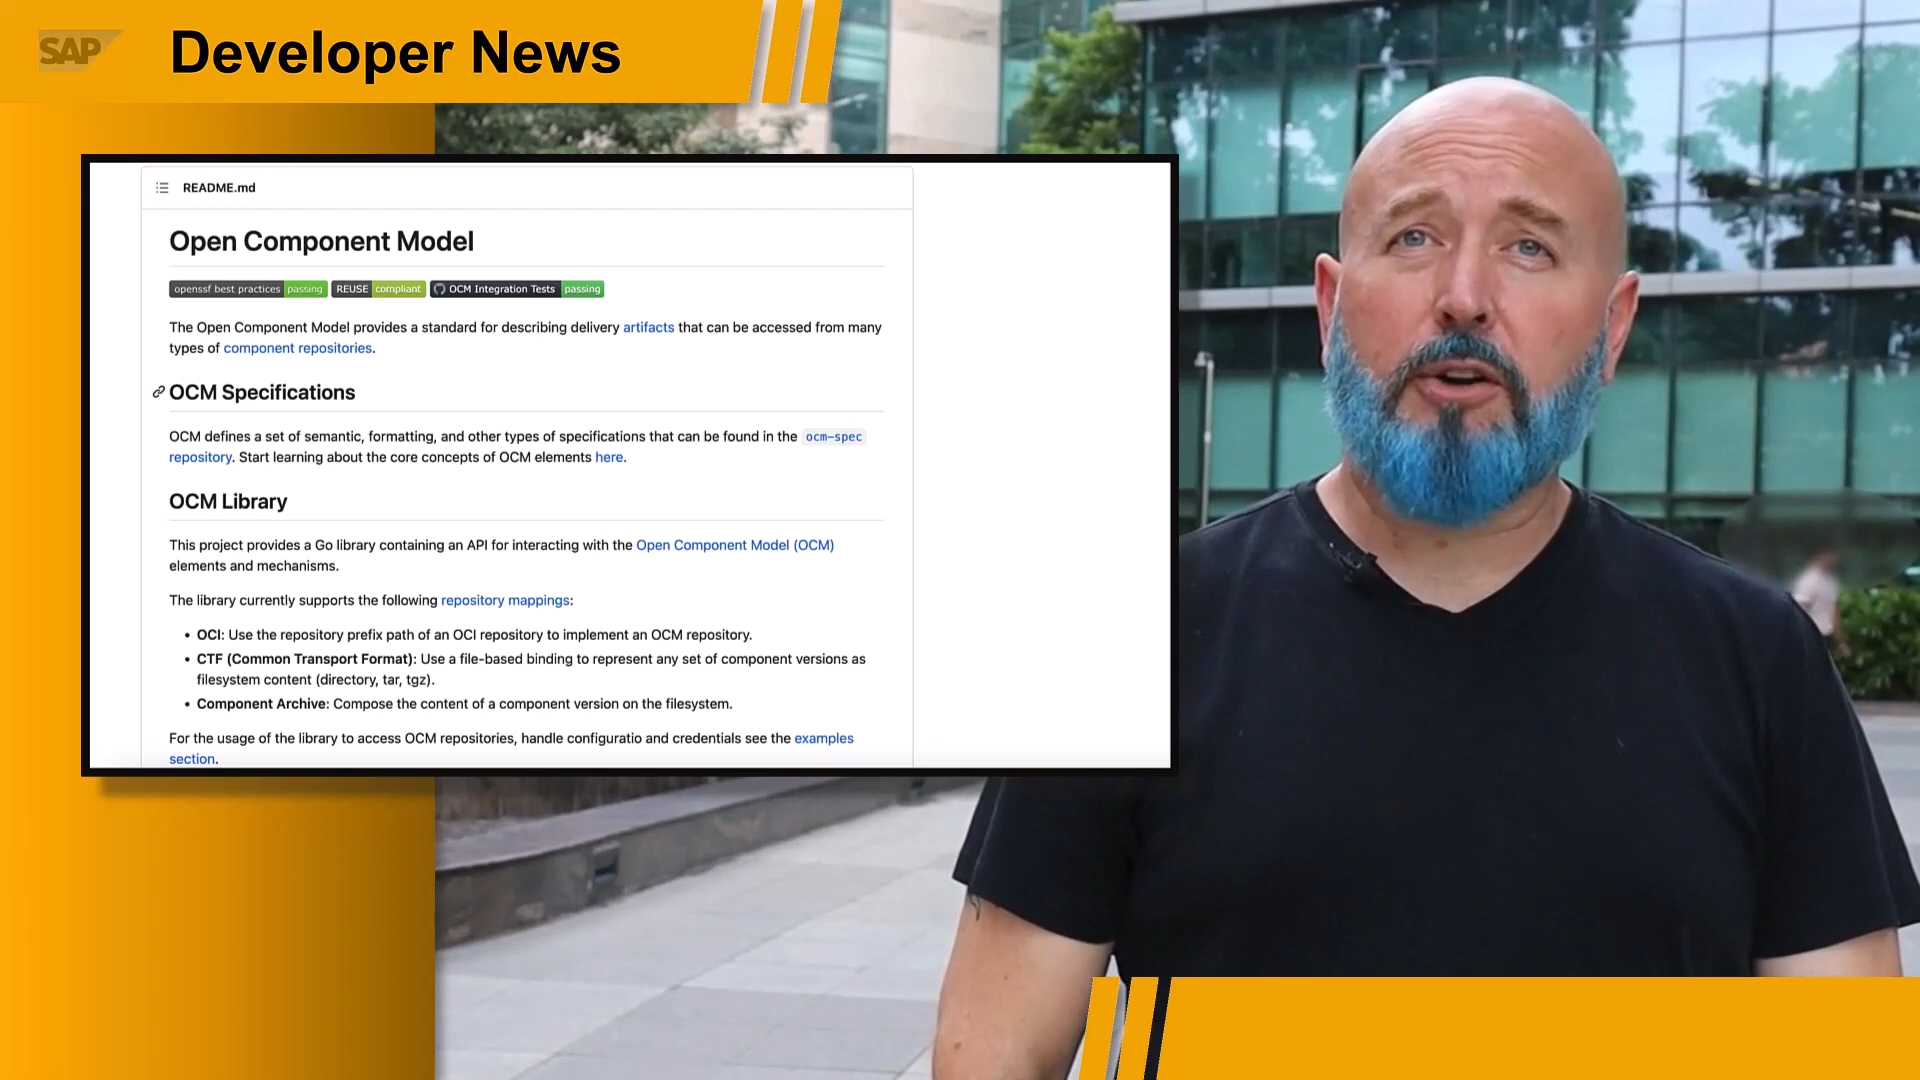 SAP
Developer News
README.md
Open Component Model
openssf best practices passing REUSE compliant OCM Integration Tests passing
The Open Component Model provides a standard for describing delivery artifacts that can be accessed from many
types of component repositories.
OCM Specifications
OCM defines a set of semantic, formatting, and other types of specifications that can be found in the ocm-spec
repository. Start learning about the core concepts of OCM elements here.
OCM Library
This project provides a Go library containing an API for interacting with the Open Component Model (OCM)
elements and mechanisms.
The library currently supports the following repository mappings:
• OCI: Use the repository prefix path of an OCI repository to implement an OCM repository.
• CTF (Common Transport Format): Use a file-based binding to represent any set of component versions as
filesystem content (directory, tar, tgz).
• Component Archive: Compose the content of a component version on the filesystem.
For the usage of the library to access OCM repositories, handle configuratio and credentials see the examples
section.